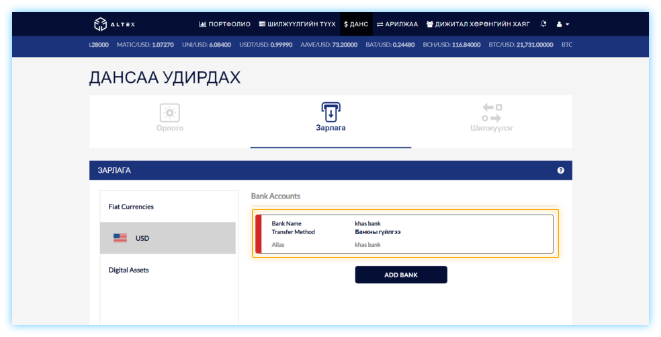 ALTEX ПОРТФОЛИО ШИЛЖҮҮЛГИЙН ТҮҮХ $ ДАНС АРИЛЖАА ДИЖИТАЛ ХӨРӨНГИЙН ХАЯГ
L28000 MATIC/USD: 1.07270 UNI/USD: 6.08400 USDT/USD: 0.99990 AAVE/USD: 73.20000 BAT/USD: 0.24480 BCH/USD: 116.84000 BTC/USD: 21,731.00000 BTC
ДАНСАА УДИРДАХ
Орлого Зарлага Шилжүүлэг
ЗАРЛАГА
Fiat Currencies
USD
Digital Assets
Bank Accounts
Bank Name khas bank
Transfer Method Банкны гүйлгээ
Alias khas bank
ADD BANK